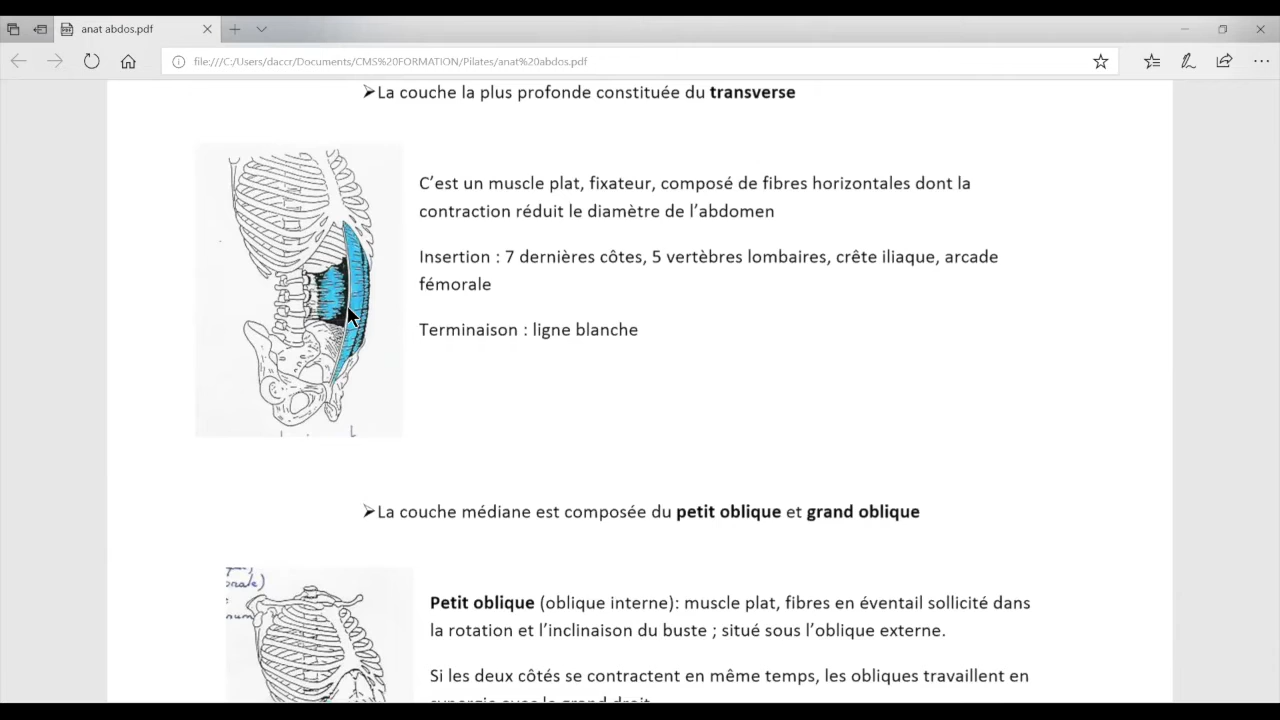 anat abdos.pdf
file:///C:/Users/daccr/Documents/CMS%20FORMATION/Pilates/anat%20abdos.pdf
➢La couche la plus profonde constituée du transverse
C’est un muscle plat, fixateur, composé de fibres horizontales dont la
contraction réduit le diamètre de l’abdomen
Insertion : 7 dernières côtes, 5 vertèbres lombaires, crête iliaque, arcade
fémorale
Terminaison : ligne blanche
➢La couche médiane est composée du petit oblique et grand oblique
Petit oblique (oblique interne): muscle plat, fibres en éventail sollicité dans
la rotation et l’inclinaison du buste ; situé sous l’oblique externe.
Si les deux côtés se contractent en même temps, les obliques travaillent en
synergie avec le grand droit